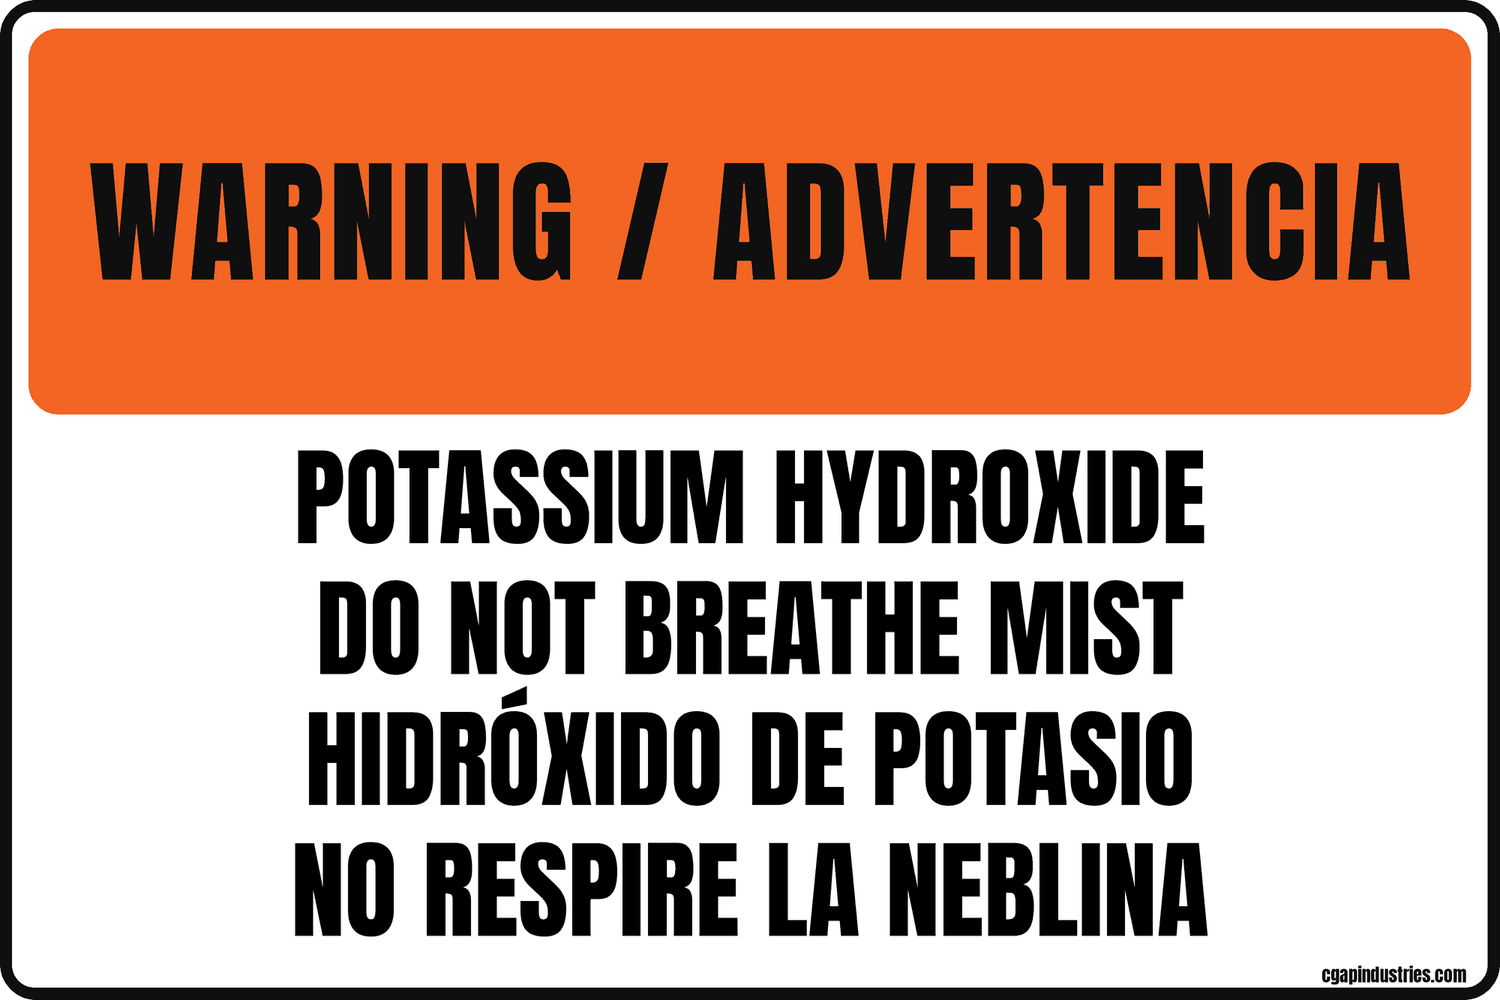 WARNING / ADVERTENCIA
POTASSIUM HYDROXIDE
DO NOT BREATHE MIST
HIDRÓXIDO DE POTASIO
NO RESPIRE LA NEBLINA
cgapindustries.com